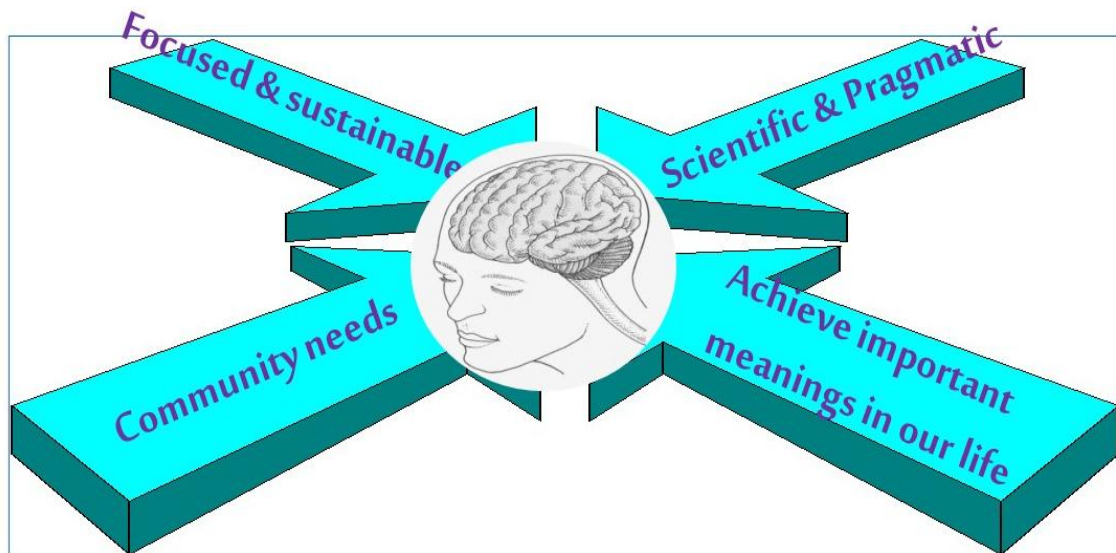 Focused & sustainable
Scientific & Pragmatic
Community needs
Achieve important
meanings in our life